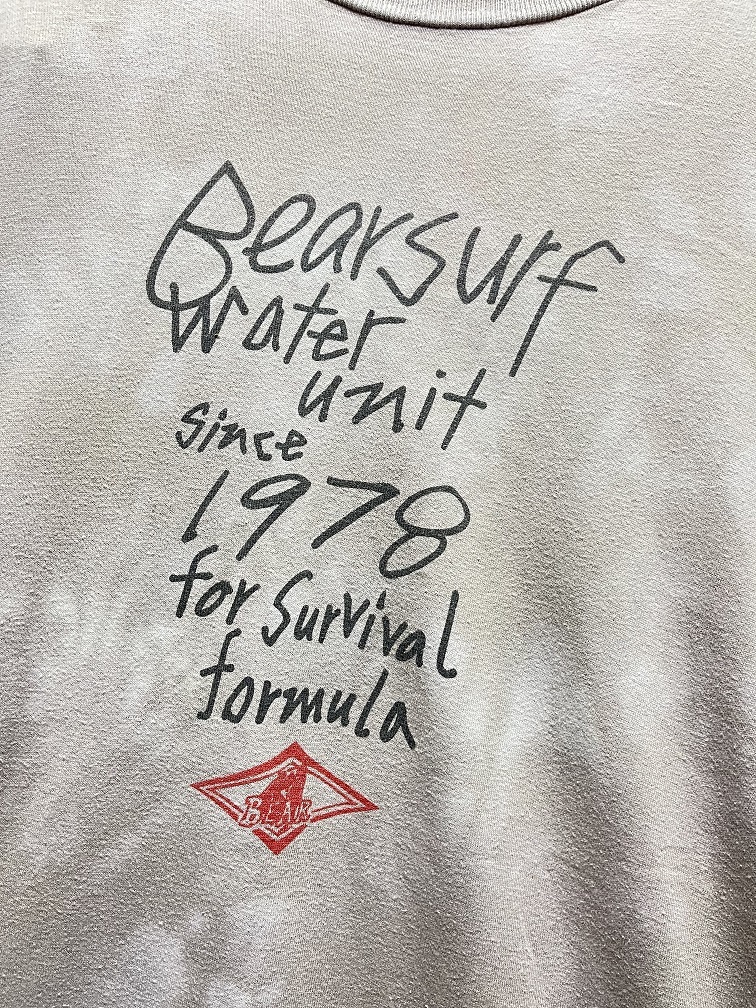 Bearsurf
water
unit
since
1978
for Survival
formula
BEAR